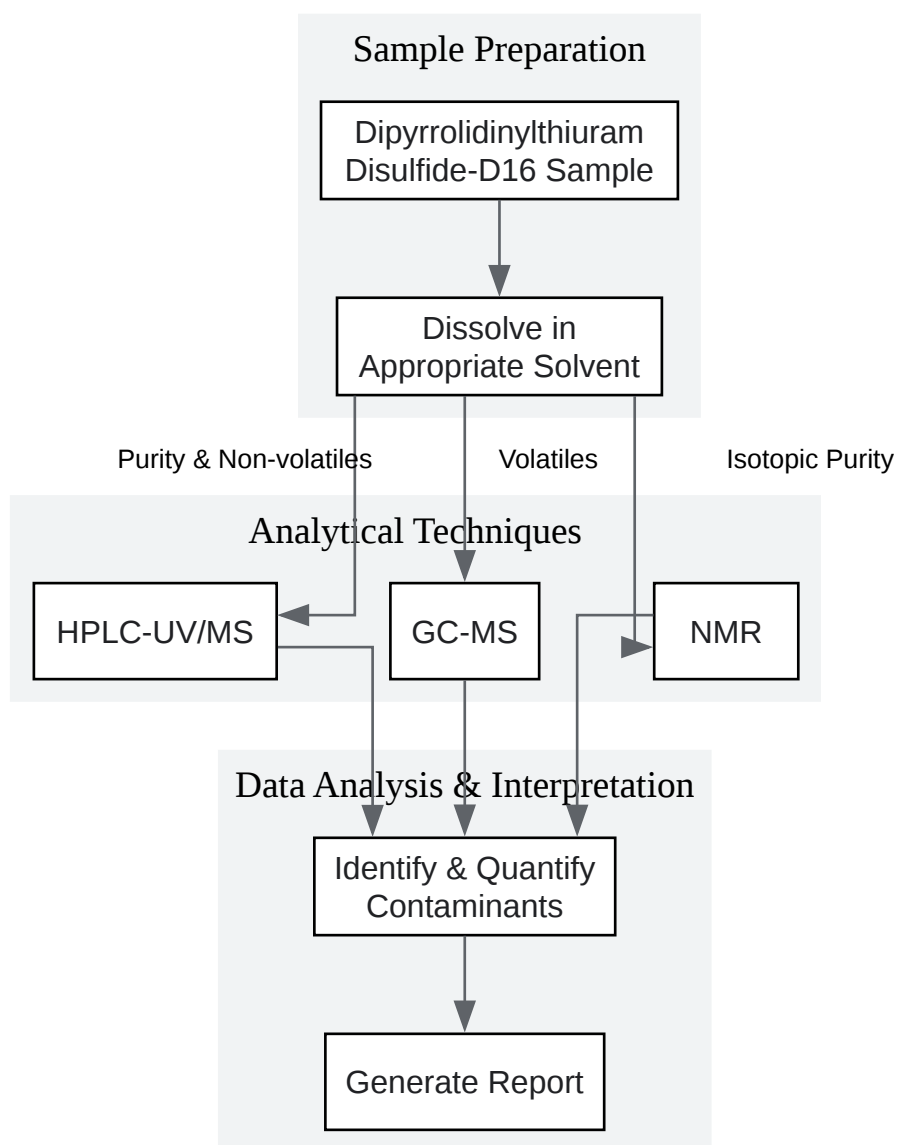 Sample Preparation
Dipyrrolidinylthiuram
Disulfide-D16 Sample
Dissolve in
Appropriate Solvent
Purity & Non-volatiles
Volatiles
Isotopic Purity
Analytical Techniques
HPLC-UV/MS
GC-MS
NMR
Data Analysis & Interpretation
Identify & Quantify
Contaminants
Generate Report